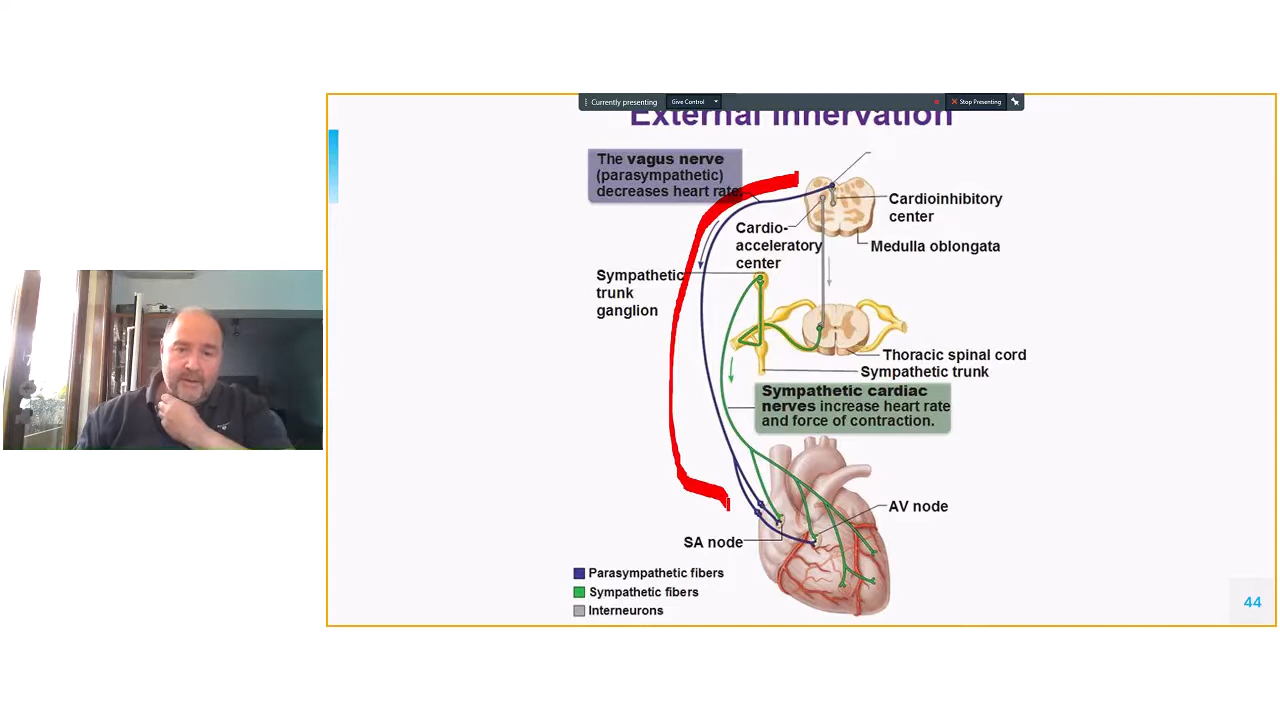 Currently presenting
Give Control
Stop Presenting
External Innervation
The vagus nerve
(parasympathetic)
decreases heart rate.
Cardioinhibitory
center
Cardio-
acceleratory
center
Medulla oblongata
Sympathetic
trunk
ganglion
Thoracic spinal cord
Sympathetic trunk
Sympathetic cardiac
nerves increase heart rate
and force of contraction.
AV node
SA node
Parasympathetic fibers
Sympathetic fibers
Interneurons
44